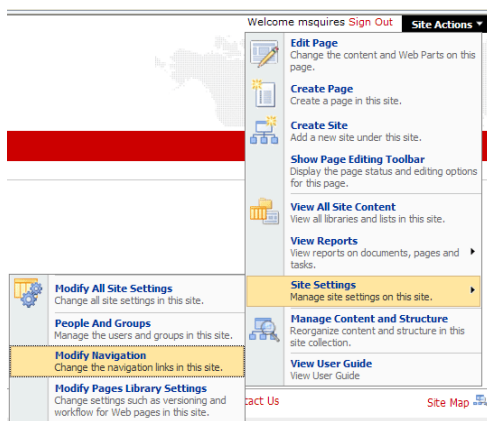 Welcome msquires Sign Out Site Actions
Edit Page
Change the content and Web Parts on this
page.
Create Page
Create a page in this site.
Create Site
Add a new site under this site.
Show Page Editing Toolbar
Display the page status and editing options
for this page.
View All Site Content
View all libraries and lists in this site.
View Reports
View reports on documents, pages and
tasks.
Site Settings
Manage site settings on this site.
Manage Content and Structure
Reorganize content and structure in this
site collection.
View User Guide
View User Guide
Modify All Site Settings
Change all site settings in this site.
People And Groups
Manage the users and groups in this site.
Modify Navigation
Change the navigation links in this site.
Modify Pages Library Settings
Change settings such as versioning and
workflow for Web pages in this site.
tact Us
Site Map